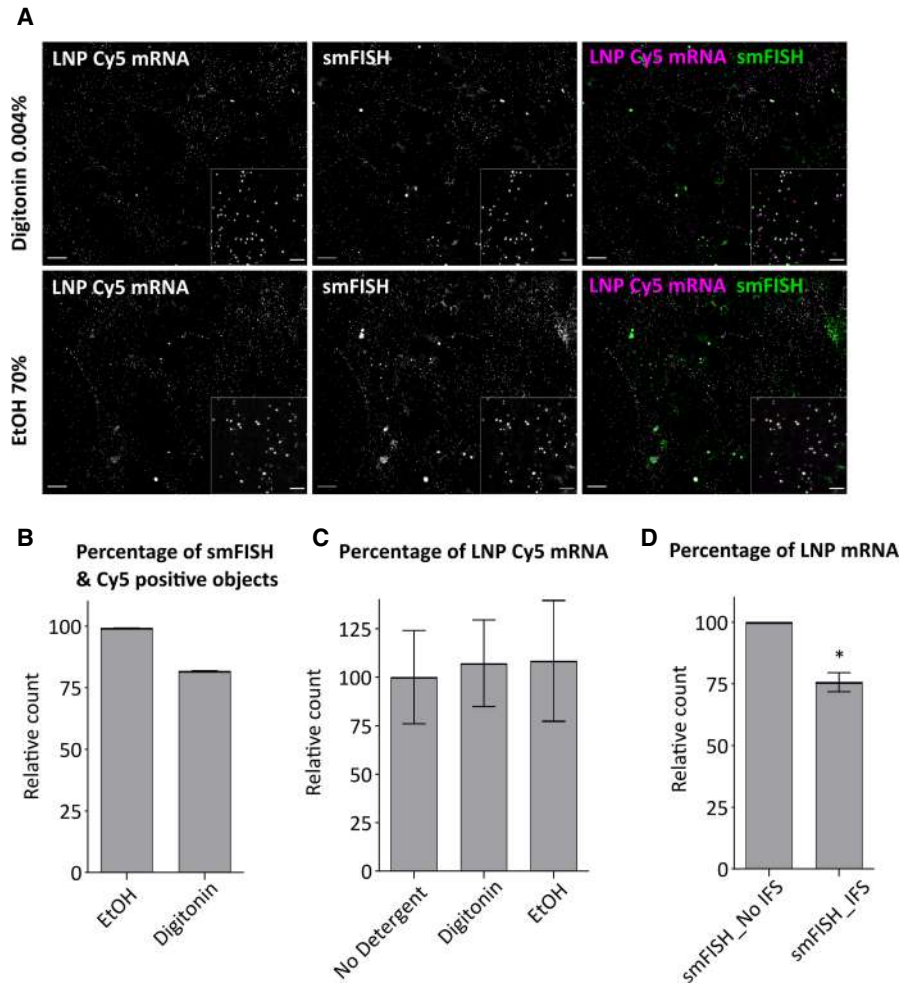 A
LNP Cy5 mRNA
smFISH
LNP Cy5 mRNA smFISH
Digitonin 0.004%
LNP Cy5 mRNA
smFISH
LNP Cy5 mRNA smFISH
EtOH 70%
B
Percentage of smFISH
& Cy5 positive objects
Relative count
100
75
50
25
0
EtOH
Digitonin
C
Percentage of LNP Cy5 mRNA
Relative count
125
100
75
50
25
0
No Detergent
Digitonin
EtOH
D
Percentage of LNP mRNA
Relative count
100
75
50
25
0
*
smFISH_No IFS
smFISH_IFS